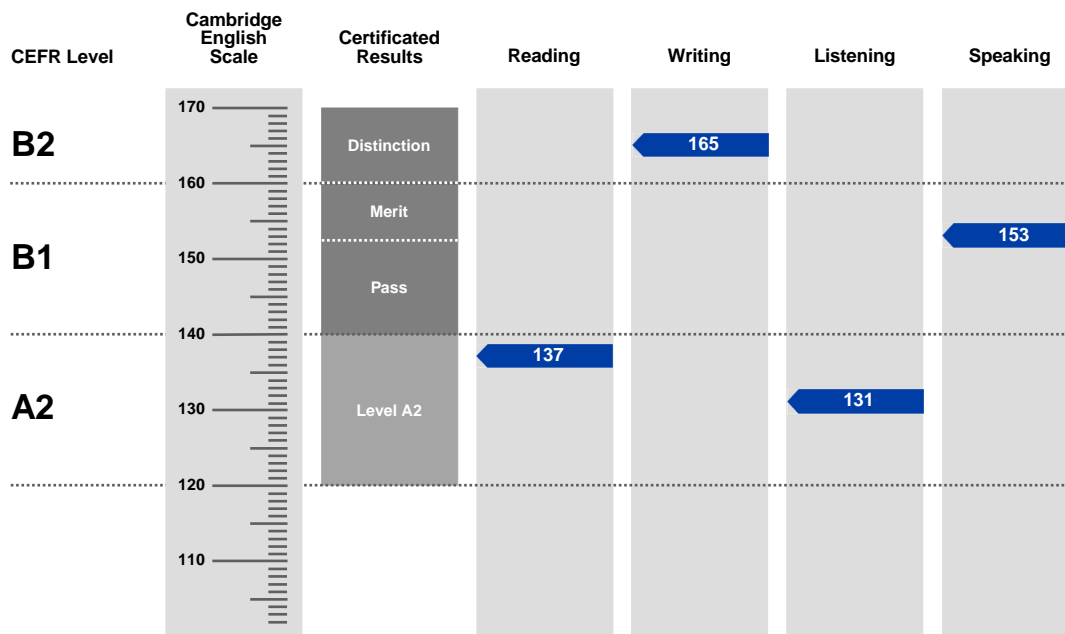 CEFR Level
Cambridge
English
Scale
Certificated
Results
Reading
Writing
Listening
Speaking
170
B2
Distinction
165
160
Merit
153
B1
150
Pass
140
137
A2
130
Level A2
131
120
110